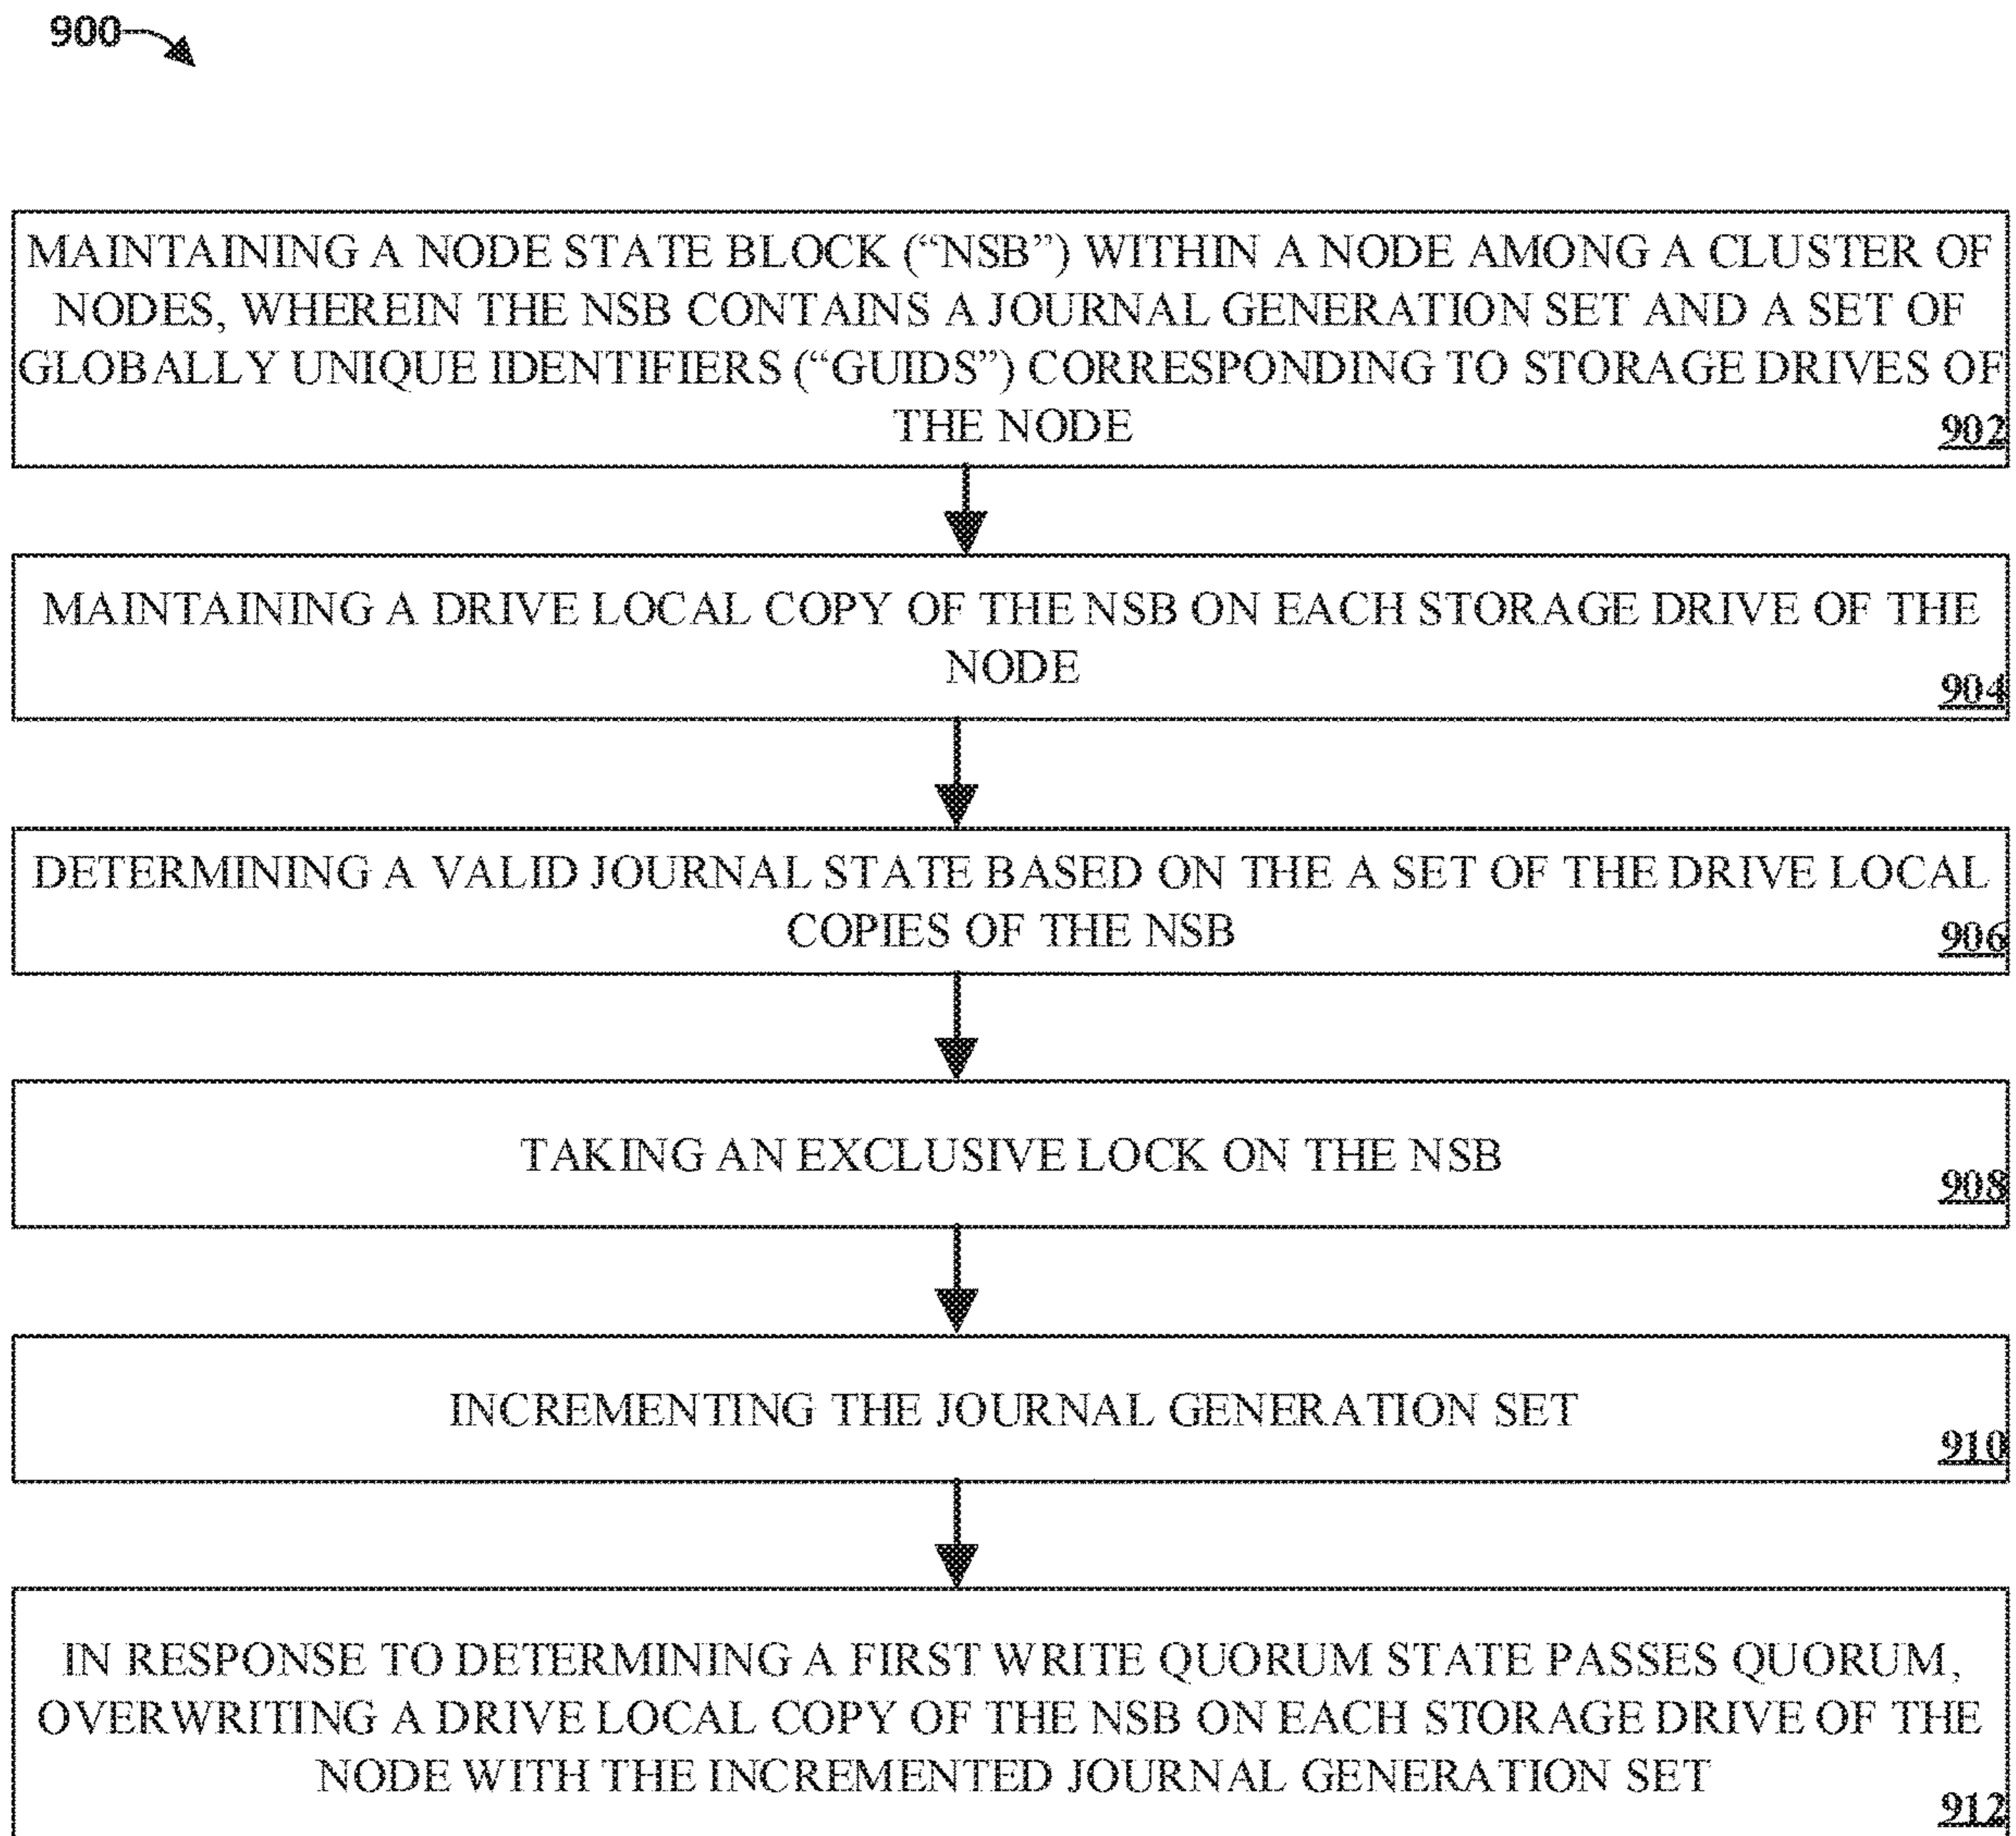 900
MAINTAINING A NODE STATE BLOCK (“NSB”) WITHIN A NODE AMONG A CLUSTER OF
NODES, WHEREIN THE NSB CONTAINS A JOURNAL GENERATION SET AND A SET OF
GLOBALLY UNIQUE IDENTIFIERS (“GUIDS”) CORRESPONDING TO STORAGE DRIVES OF
THE NODE
902
MAINTAINING A DRIVE LOCAL COPY OF THE NSB ON EACH STORAGE DRIVE OF THE
NODE
904
DETERMINING A VALID JOURNAL STATE BASED ON THE A SET OF THE DRIVE LOCAL
COPIES OF THE NSB
906
TAKING AN EXCLUSIVE LOCK ON THE NSB
908
INCREMENTING THE JOURNAL GENERATION SET
910
IN RESPONSE TO DETERMINING A FIRST WRITE QUORUM STATE PASSES QUORUM,
OVERWRITING A DRIVE LOCAL COPY OF THE NSB ON EACH STORAGE DRIVE OF THE
NODE WITH THE INCREMENTED JOURNAL GENERATION SET
912